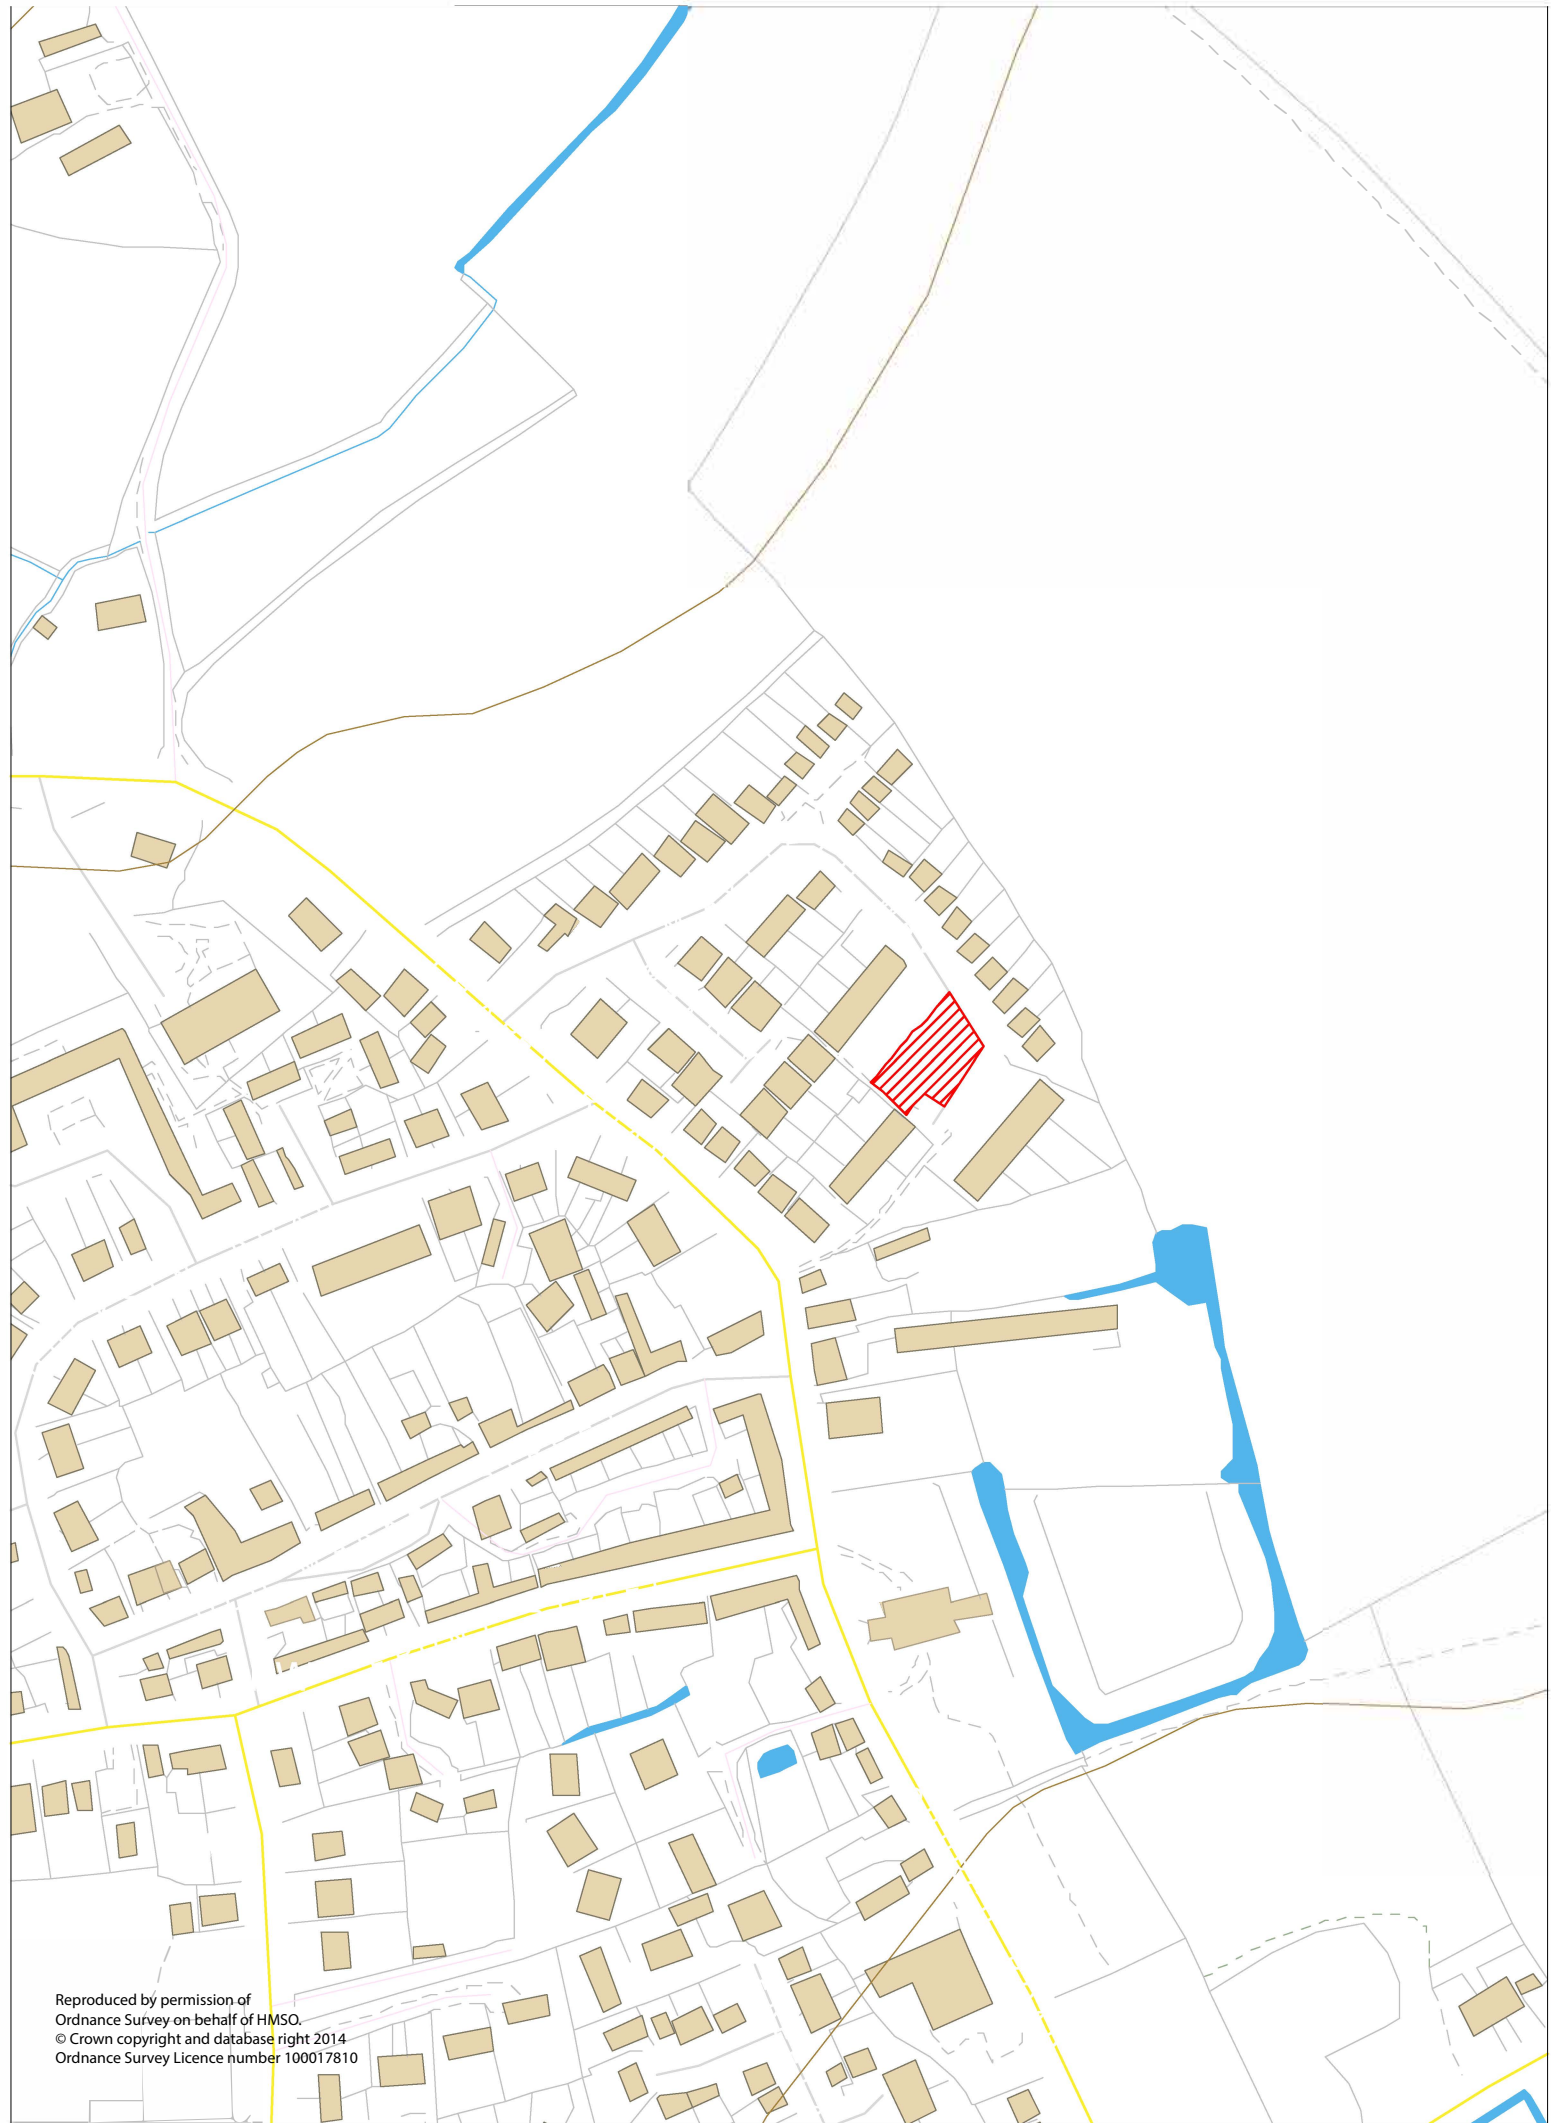 Reproduced by permission of
Ordnance Survey on behalf of HMSO.
© Crown copyright and database right 2014
Ordnance Survey Licence number 100017810